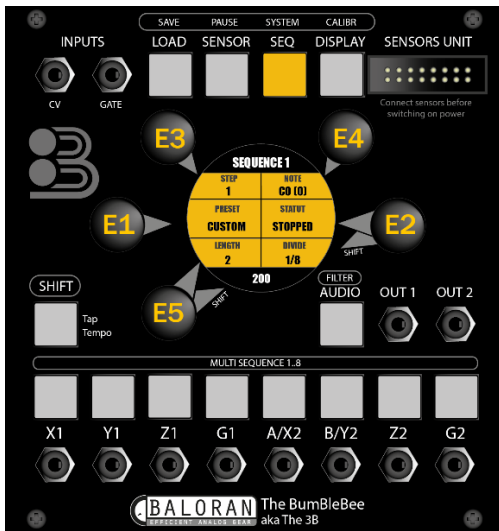 SAVE PAUSE SYSTEM CALIBR
INPUTS LOAD SENSOR SEQ DISPLAY SENSORS UNIT
CV GATE
Connect sensors before
switching on power
E3 E4
SEQUENCE 1
STEP NOTE
1 C0 (0)
PRESET STATUT
E1 CUSTOM STOPPED E2
LENGTH DIVIDE
2 1/8
SHIFT
200
E5 SHIFT
SHIFT
Tap
Tempo
FILTER
AUDIO OUT 1 OUT 2
MULTI SEQUENCE 1..8
X1 Y1 Z1 G1 A/X2 B/Y2 Z2 G2
BALORAN The BumBleBee
EFFICIENT ANALOG GEAR aka The 3B